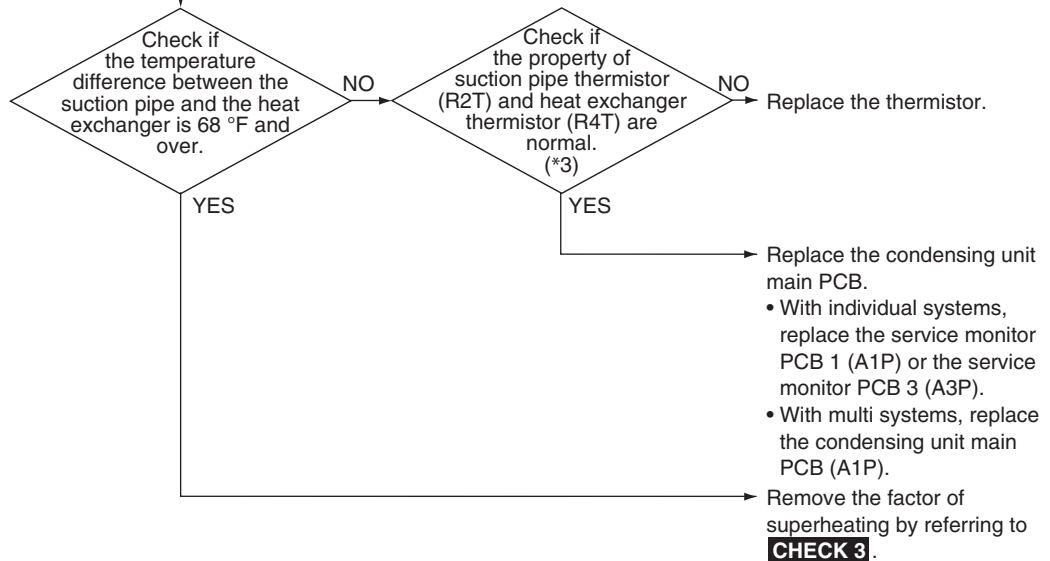 Check if
the temperature
difference between the
suction pipe and the heat
exchanger is 68 °F and
over.
NO
YES
Check if
the property of
suction pipe thermistor
(R2T) and heat exchanger
thermistor (R4T) are
normal.
(*3)
NO
YES
Replace the thermistor.
Replace the condensing unit
main PCB.
• With individual systems,
replace the service monitor
PCB 1 (A1P) or the service
monitor PCB 3 (A3P).
• With multi systems, replace
the condensing unit main
PCB (A1P).
Remove the factor of
superheating by referring to
CHECK 3.